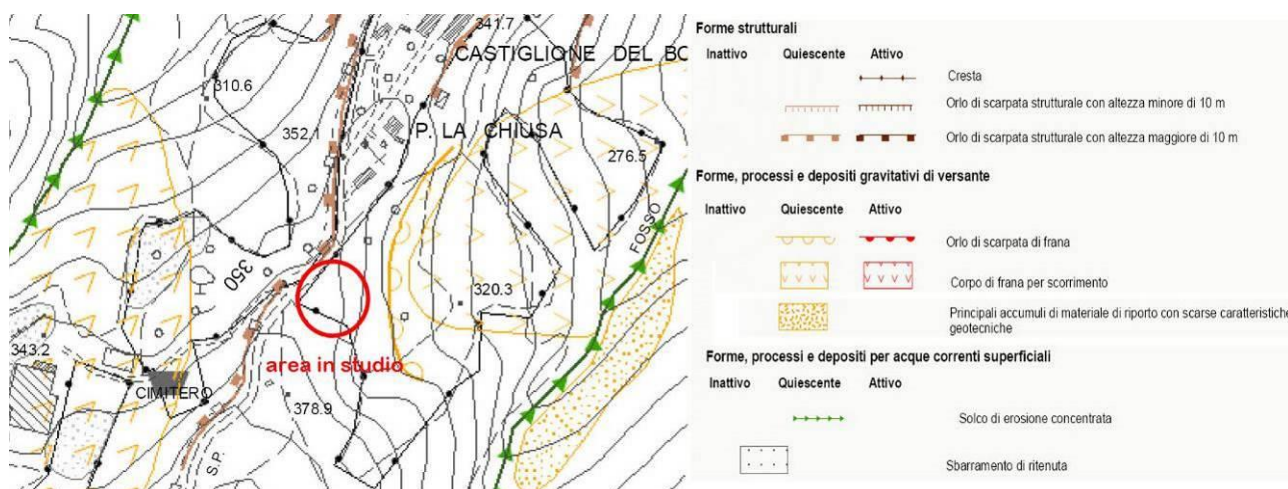 341.7
CASTIGLIONE DEL BO
310.6
352.1
P. LA CHIUSA
276.5
FOSSO
350
320.3
343.2
area in studio
CIMITERO
378.9
S.P.
Forme strutturali
Inattivo Quiescente Attivo
Cresta
Orlo di scarpata strutturale con altezza minore di 10 m
Orlo di scarpata strutturale con altezza maggiore di 10 m
Forme, processi e depositi gravitativi di versante
Inattivo Quiescente Attivo
Orlo di scarpata di frana
Corpo di frana per scorrimento
Principali accumuli di materiale di riporto con scarse caratteristiche
geotecniche
Forme, processi e depositi per acque correnti superficiali
Inattivo Quiescente Attivo
Solco di erosione concentrata
Sbarramento di ritenuta